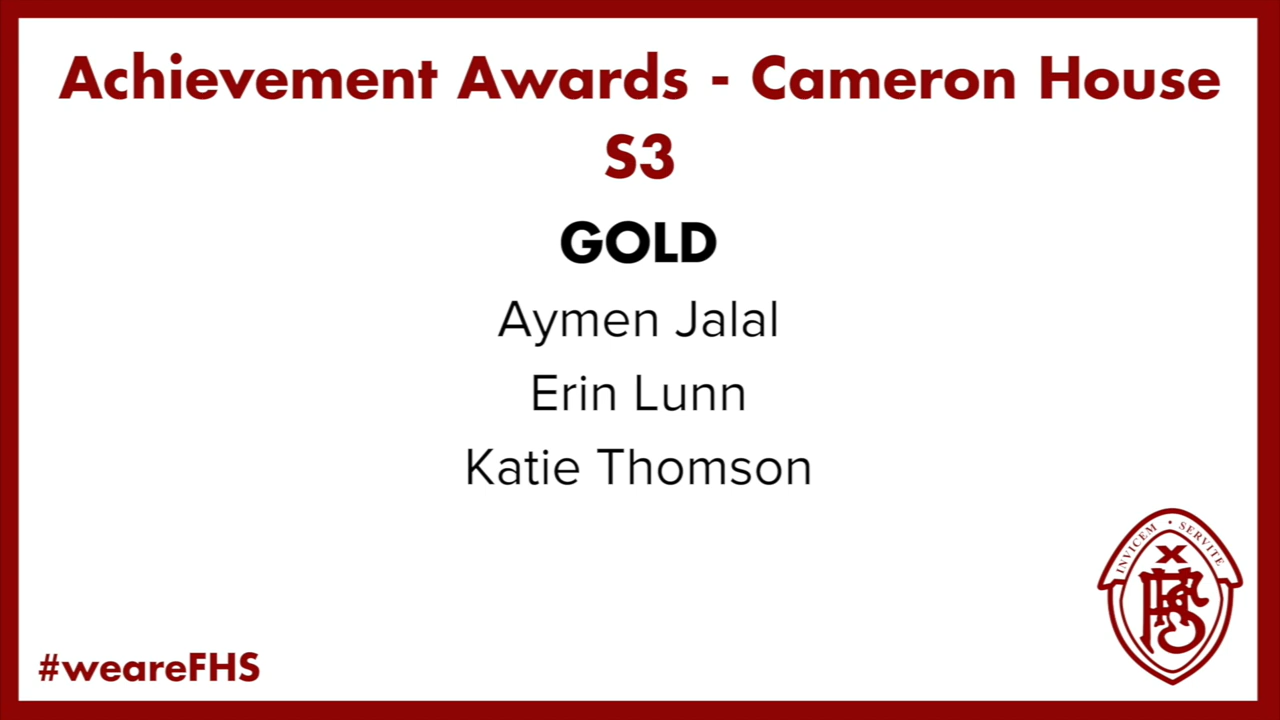 Achievement Awards - Cameron House
S3
GOLD
Aymen Jalal
Erin Lunn
Katie Thomson
INVICEM • SERVITE
#weareFHS